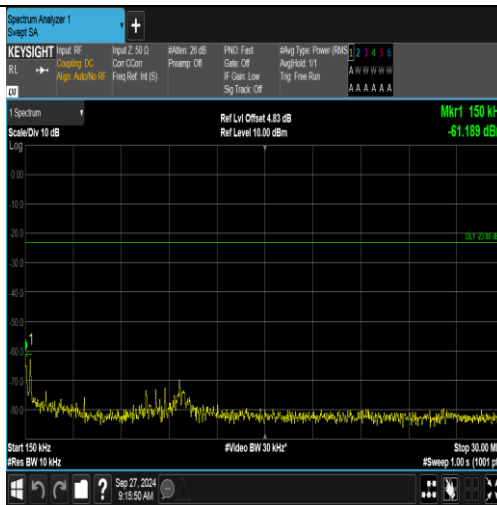 Spectrum Analyzer 1
Swept SA
+
KEYSIGHT Input: RF Input Z: 50 Ω #Atten: 26 dB PNO: Fast #Avg Type: Power (RMS 1 2 3 4 5 6
RL Coupling: DC Corr CCorr Preamp: Off Gate: Off Avg|Hold: 1/1 A W W W W W
Align: Auto/No RF Freq Ref: Int (S) IF Gain: Low Trig: Free Run
LXI Sig Track: Off A A A A A A
1 Spectrum Ref Lvl Offset 4.83 dB Mkr1 150 kH
Scale/Div 10 dB Ref Level 10.00 dBm -61.189 dB
Log
0.00
-10.0
-20.0
DL1 -23.00 dB
-30.0
-40.0
-50.0
1
-60.0
-70.0
-80.0
Start 150 kHz #Video BW 30 kHz* Stop 30.00 M
#Res BW 10 kHz #Sweep 1.00 s (1001 pt
? Sep 27, 2024
9:15:50 AM